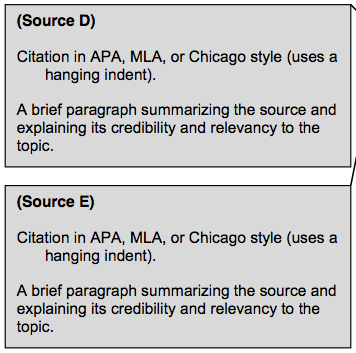 (Source D)
Citation in APA, MLA, or Chicago style (uses a
hanging indent).
A brief paragraph summarizing the source and
explaining its credibility and relevancy to the
topic.
(Source E)
Citation in APA, MLA, or Chicago style (uses a
hanging indent).
A brief paragraph summarizing the source and
explaining its credibility and relevancy to the
topic.